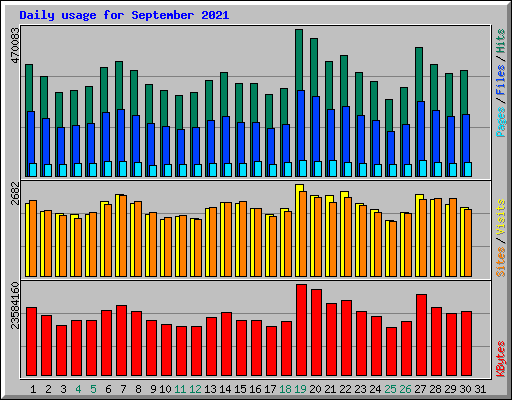 Daily usage for September 2021
470083
Pages / Files / Hits
2682
Sites / Visits
23584160
KBytes
1 2 3 4 5 6 7 8 9 10 11 12 13 14 15 16 17 18 19 20 21 22 23 24 25 26 27 28 29 30 31